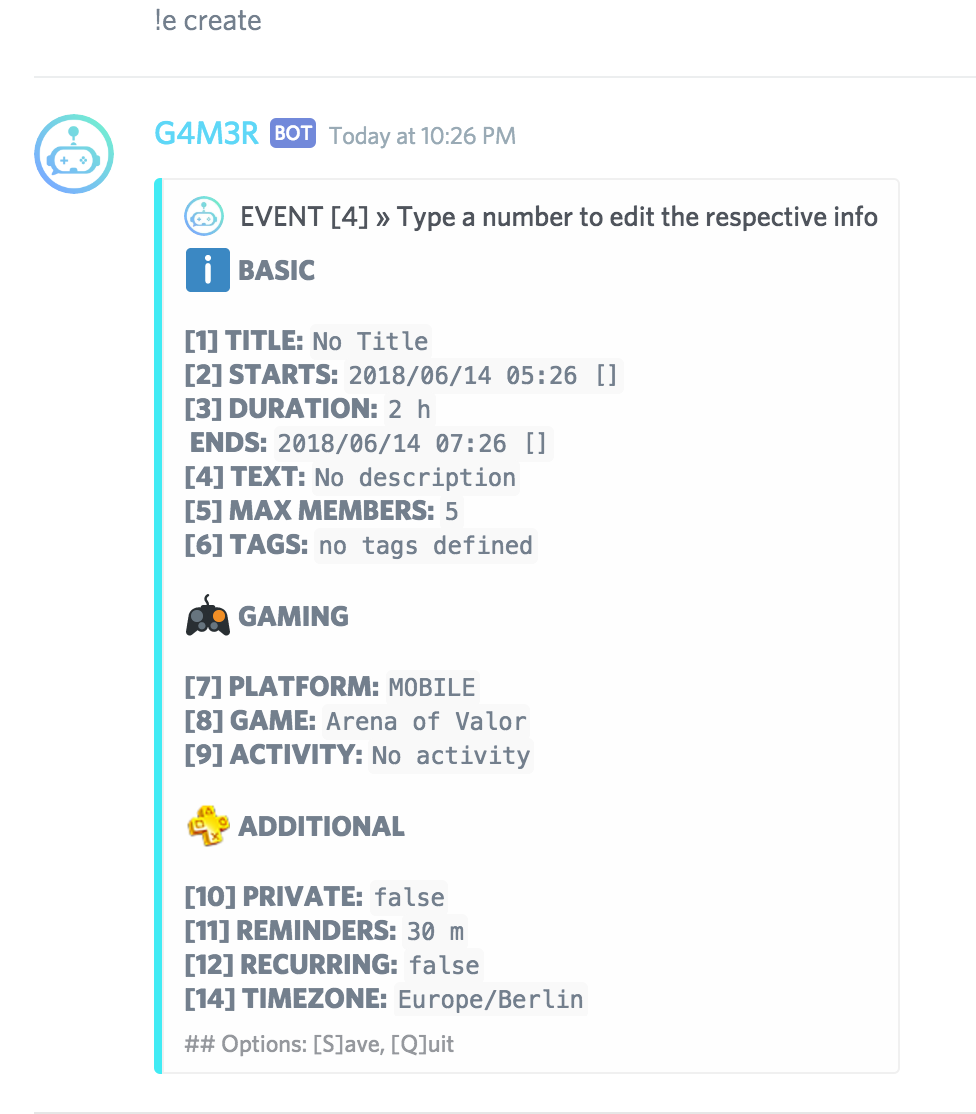 !e create
G4M3R BOT Today at 10:26 PM
EVENT [4] » Type a number to edit the respective info
i BASIC
[1] TITLE: No Title
[2] STARTS: 2018/06/14 05:26 []
[3] DURATION: 2 h
ENDS: 2018/06/14 07:26 []
[4] TEXT: No description
[5] MAX MEMBERS: 5
[6] TAGS: no tags defined
GAMING
[7] PLATFORM: MOBILE
[8] GAME: Arena of Valor
[9] ACTIVITY: No activity
ADDITIONAL
[10] PRIVATE: false
[11] REMINDERS: 30 m
[12] RECURRING: false
[14] TIMEZONE: Europe/Berlin
## Options: [S]ave, [Q]uit